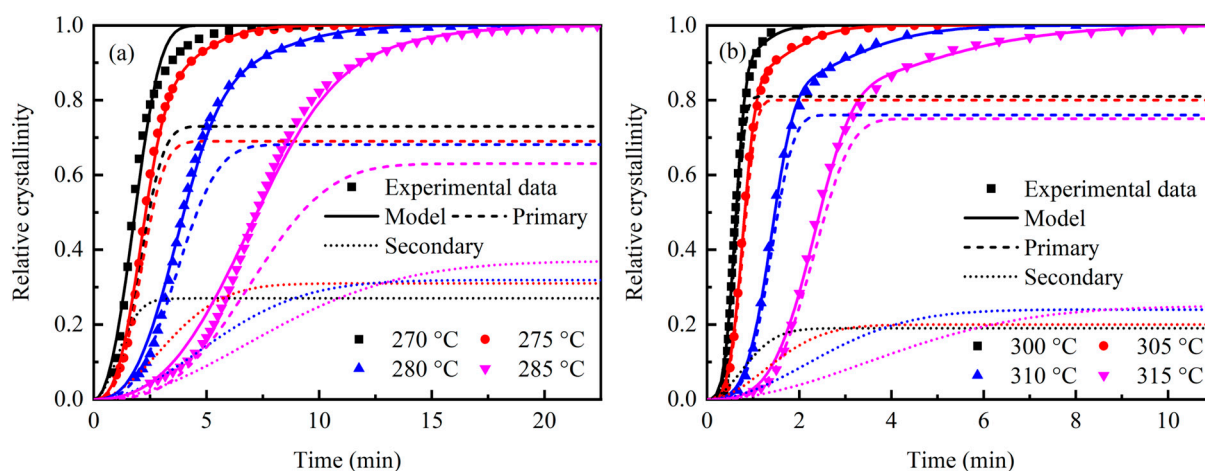 (a)
1.0
0.8
0.6
0.4
0.2
0.0
Relative crystallinity
Experimental data
Model Primary
Secondary
270 °C 275 °C
280 °C 285 °C
0 5 10 15 20
Time (min)
(b)
1.0
0.8
0.6
0.4
0.2
0.0
Relative crystallinity
Experimental data
Model
Primary
Secondary
300 °C 305 °C
310 °C 315 °C
0 2 4 6 8 10
Time (min)